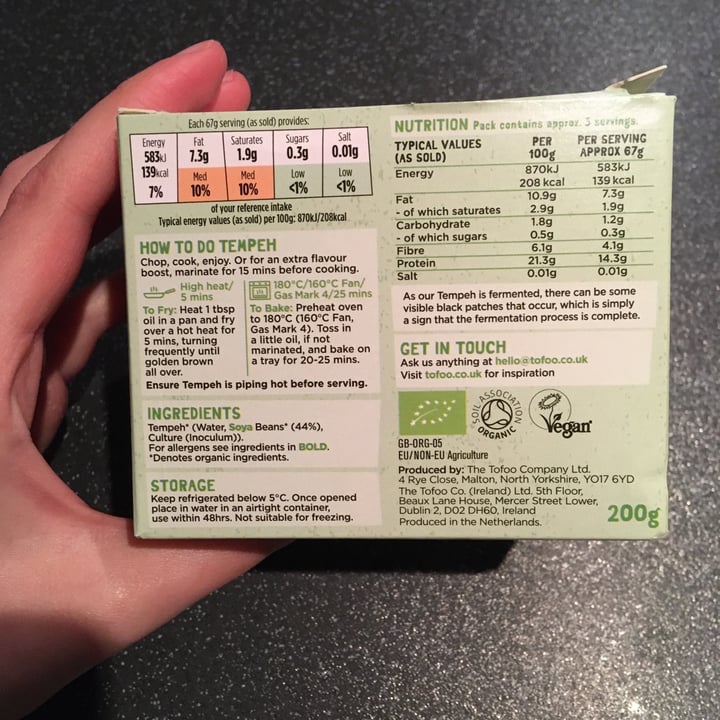 Each 67g serving (as sold) provides:
Energy Fat Saturates Sugars Salt
583kJ 7.3g 1.9g 0.3g 0.01g
139kcal Med Med Low Low
7% 10% 10% <1% <1%
of your reference intake
Typical energy values (as sold) per 100g: 870kJ/208kcal
HOW TO DO TEMPEH
Chop, cook, enjoy. Or for an extra flavour
boost, marinate for 15 mins before cooking.
High heat/
5 mins
To Fry: Heat 1 tbsp
oil in a pan and fry
over a hot heat for
5 mins, turning
frequently until
golden brown
all over.
180°C/160°C Fan/
Gas Mark 4/25 mins
To Bake: Preheat oven
to 180°C (160°C Fan,
Gas Mark 4). Toss in
a little oil, if not
marinated, and bake on
a tray for 20-25 mins.
Ensure Tempeh is piping hot before serving.
INGREDIENTS
Tempeh* (Water, Soya Beans* (44%),
Culture (Inoculum)).
For allergens see ingredients in BOLD.
*Denotes organic ingredients.
STORAGE
Keep refrigerated below 5°C. Once opened
place in water in an airtight container,
use within 48hrs. Not suitable for freezing.
NUTRITION Pack contains approx. 3 servings.
TYPICAL VALUES PER PER SERVING
(AS SOLD) 100g APPROX 67g
Energy 870kJ 583kJ
208 kcal 139 kcal
Fat 10.9g 7.3g
- of which saturates 2.9g 1.9g
Carbohydrate 1.8g 1.2g
- of which sugars 0.5g 0.3g
Fibre 6.1g 4.1g
Protein 21.3g 14.3g
Salt 0.01g 0.01g
As our Tempeh is fermented, there can be some
visible black patches that occur, which is simply
a sign that the fermentation process is complete.
GET IN TOUCH
Ask us anything at hello@tofoo.co.uk
Visit tofoo.co.uk for inspiration
SOIL ASSOCIATION
ORGANIC
Vegan
GB-ORG-05
EU/NON-EU Agriculture
Produced by: The Tofoo Company Ltd.
4 Rye Close, Malton, North Yorkshire, YO17 6YD
The Tofoo Co. (Ireland) Ltd. 5th Floor,
Beaux Lane House, Mercer Street Lower,
Dublin 2, D02 DH60, Ireland
Produced in the Netherlands.
200g